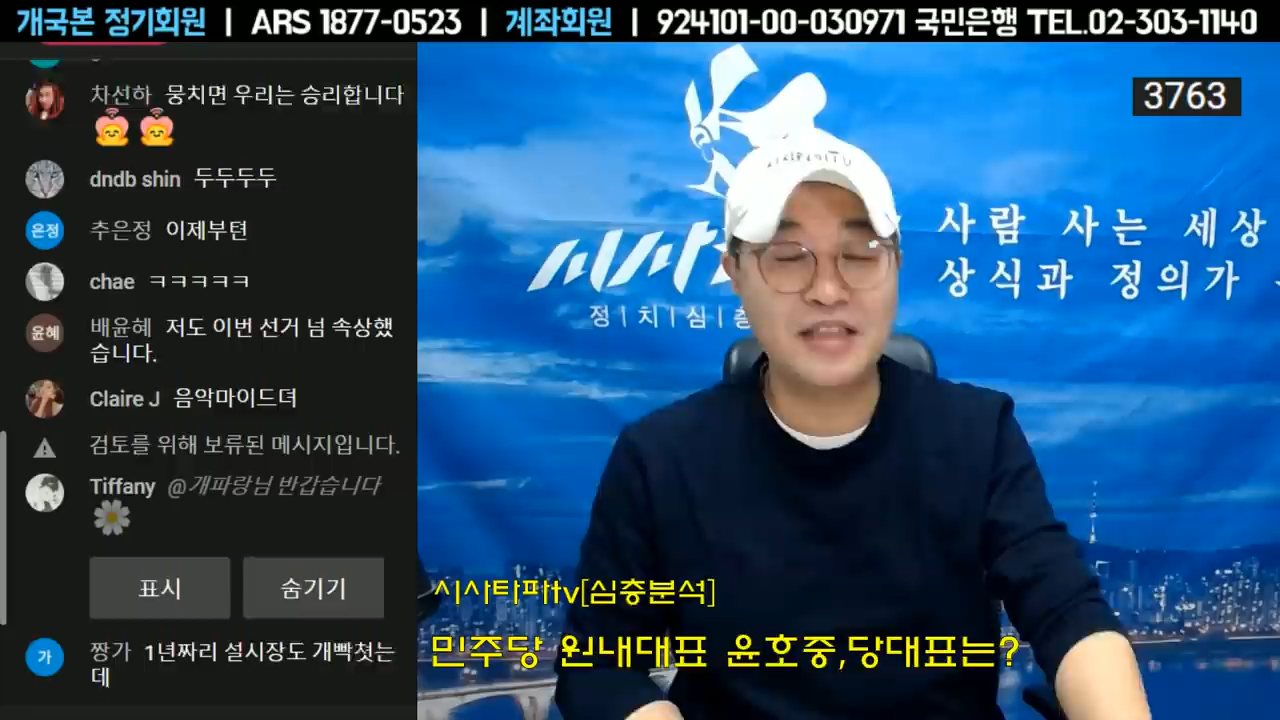 개국본 정기회원 | ARS 1877-0523 | 계좌회원 | 924101-00-030971 국민은행 TEL.02-303-1140
차선하 뭉치면 우리는 승리합니다
dndb shin 두두두두
은정 추은정 이제부텬
chae ㅋㅋㅋㅋㅋ
윤혜 배윤혜 저도 이번 선거 넘 속상했
습니다.
Claire J 음악마이드뎌
검토를 위해 보류된 메시지입니다.
Tiffany @개파랑님 반갑습니다
표시 숨기기
가 짱가 1년짜리 설시장도 개빡쳣는
데
3763
시사
정|치|심|층
사람 사는 세상
상식과 정의가
시사타파tv[심층분석]
민주당 원내대표 윤호중,당대표는?